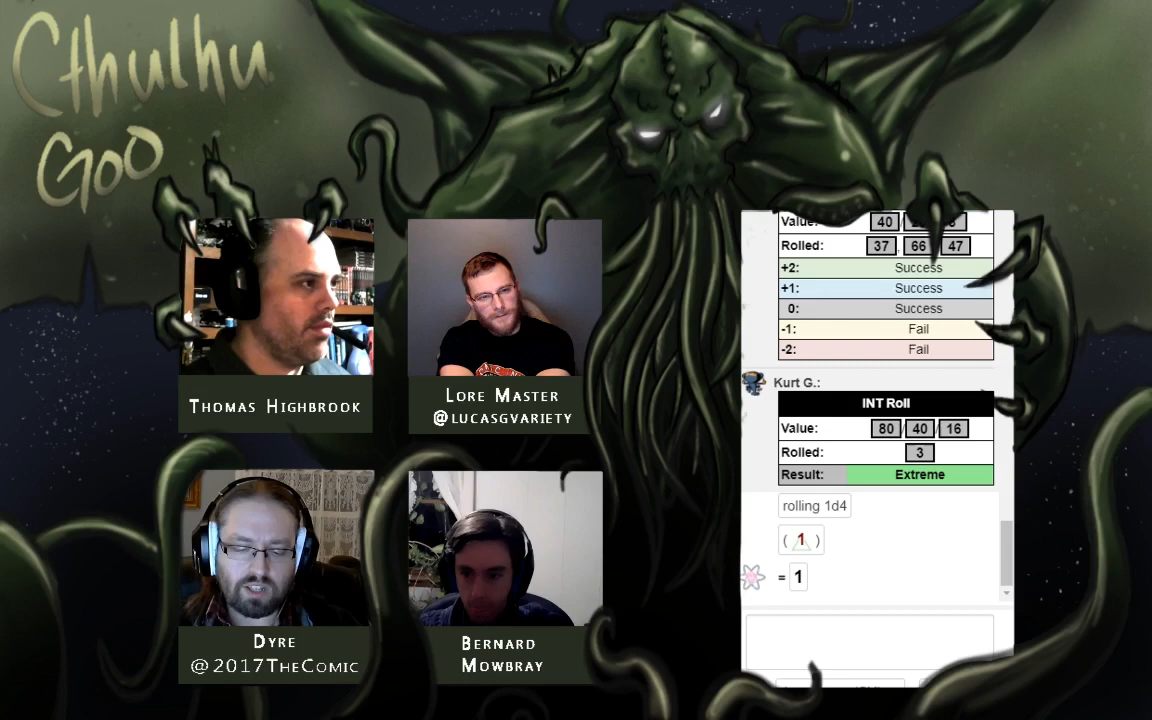 Cthulhu
Goo
Thomas Highbrook
Lore Master
@lucasgvariety
Dyre
@2017TheComic
Bernard
Mowbray
Value: 40
Rolled: 37 66 47
+2: Success
+1: Success
0: Success
-1: Fail
-2: Fail
Kurt G.:
INT Roll
Value: 80 / 40 / 16
Rolled: 3
Result: Extreme
rolling 1d4
( 1 )
= 1